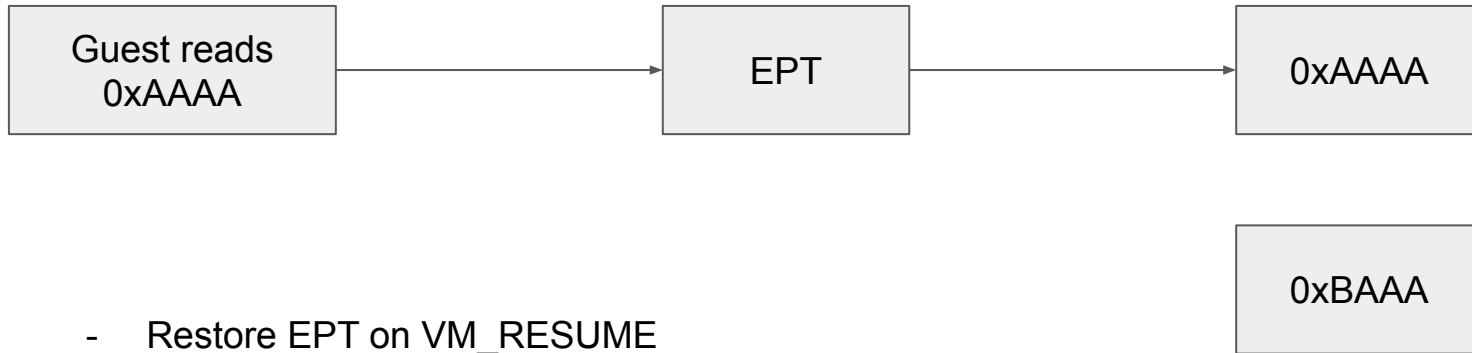 Guest reads
0xAAAA
EPT
0xAAAA
0xBAAA
- Restore EPT on VM_RESUME